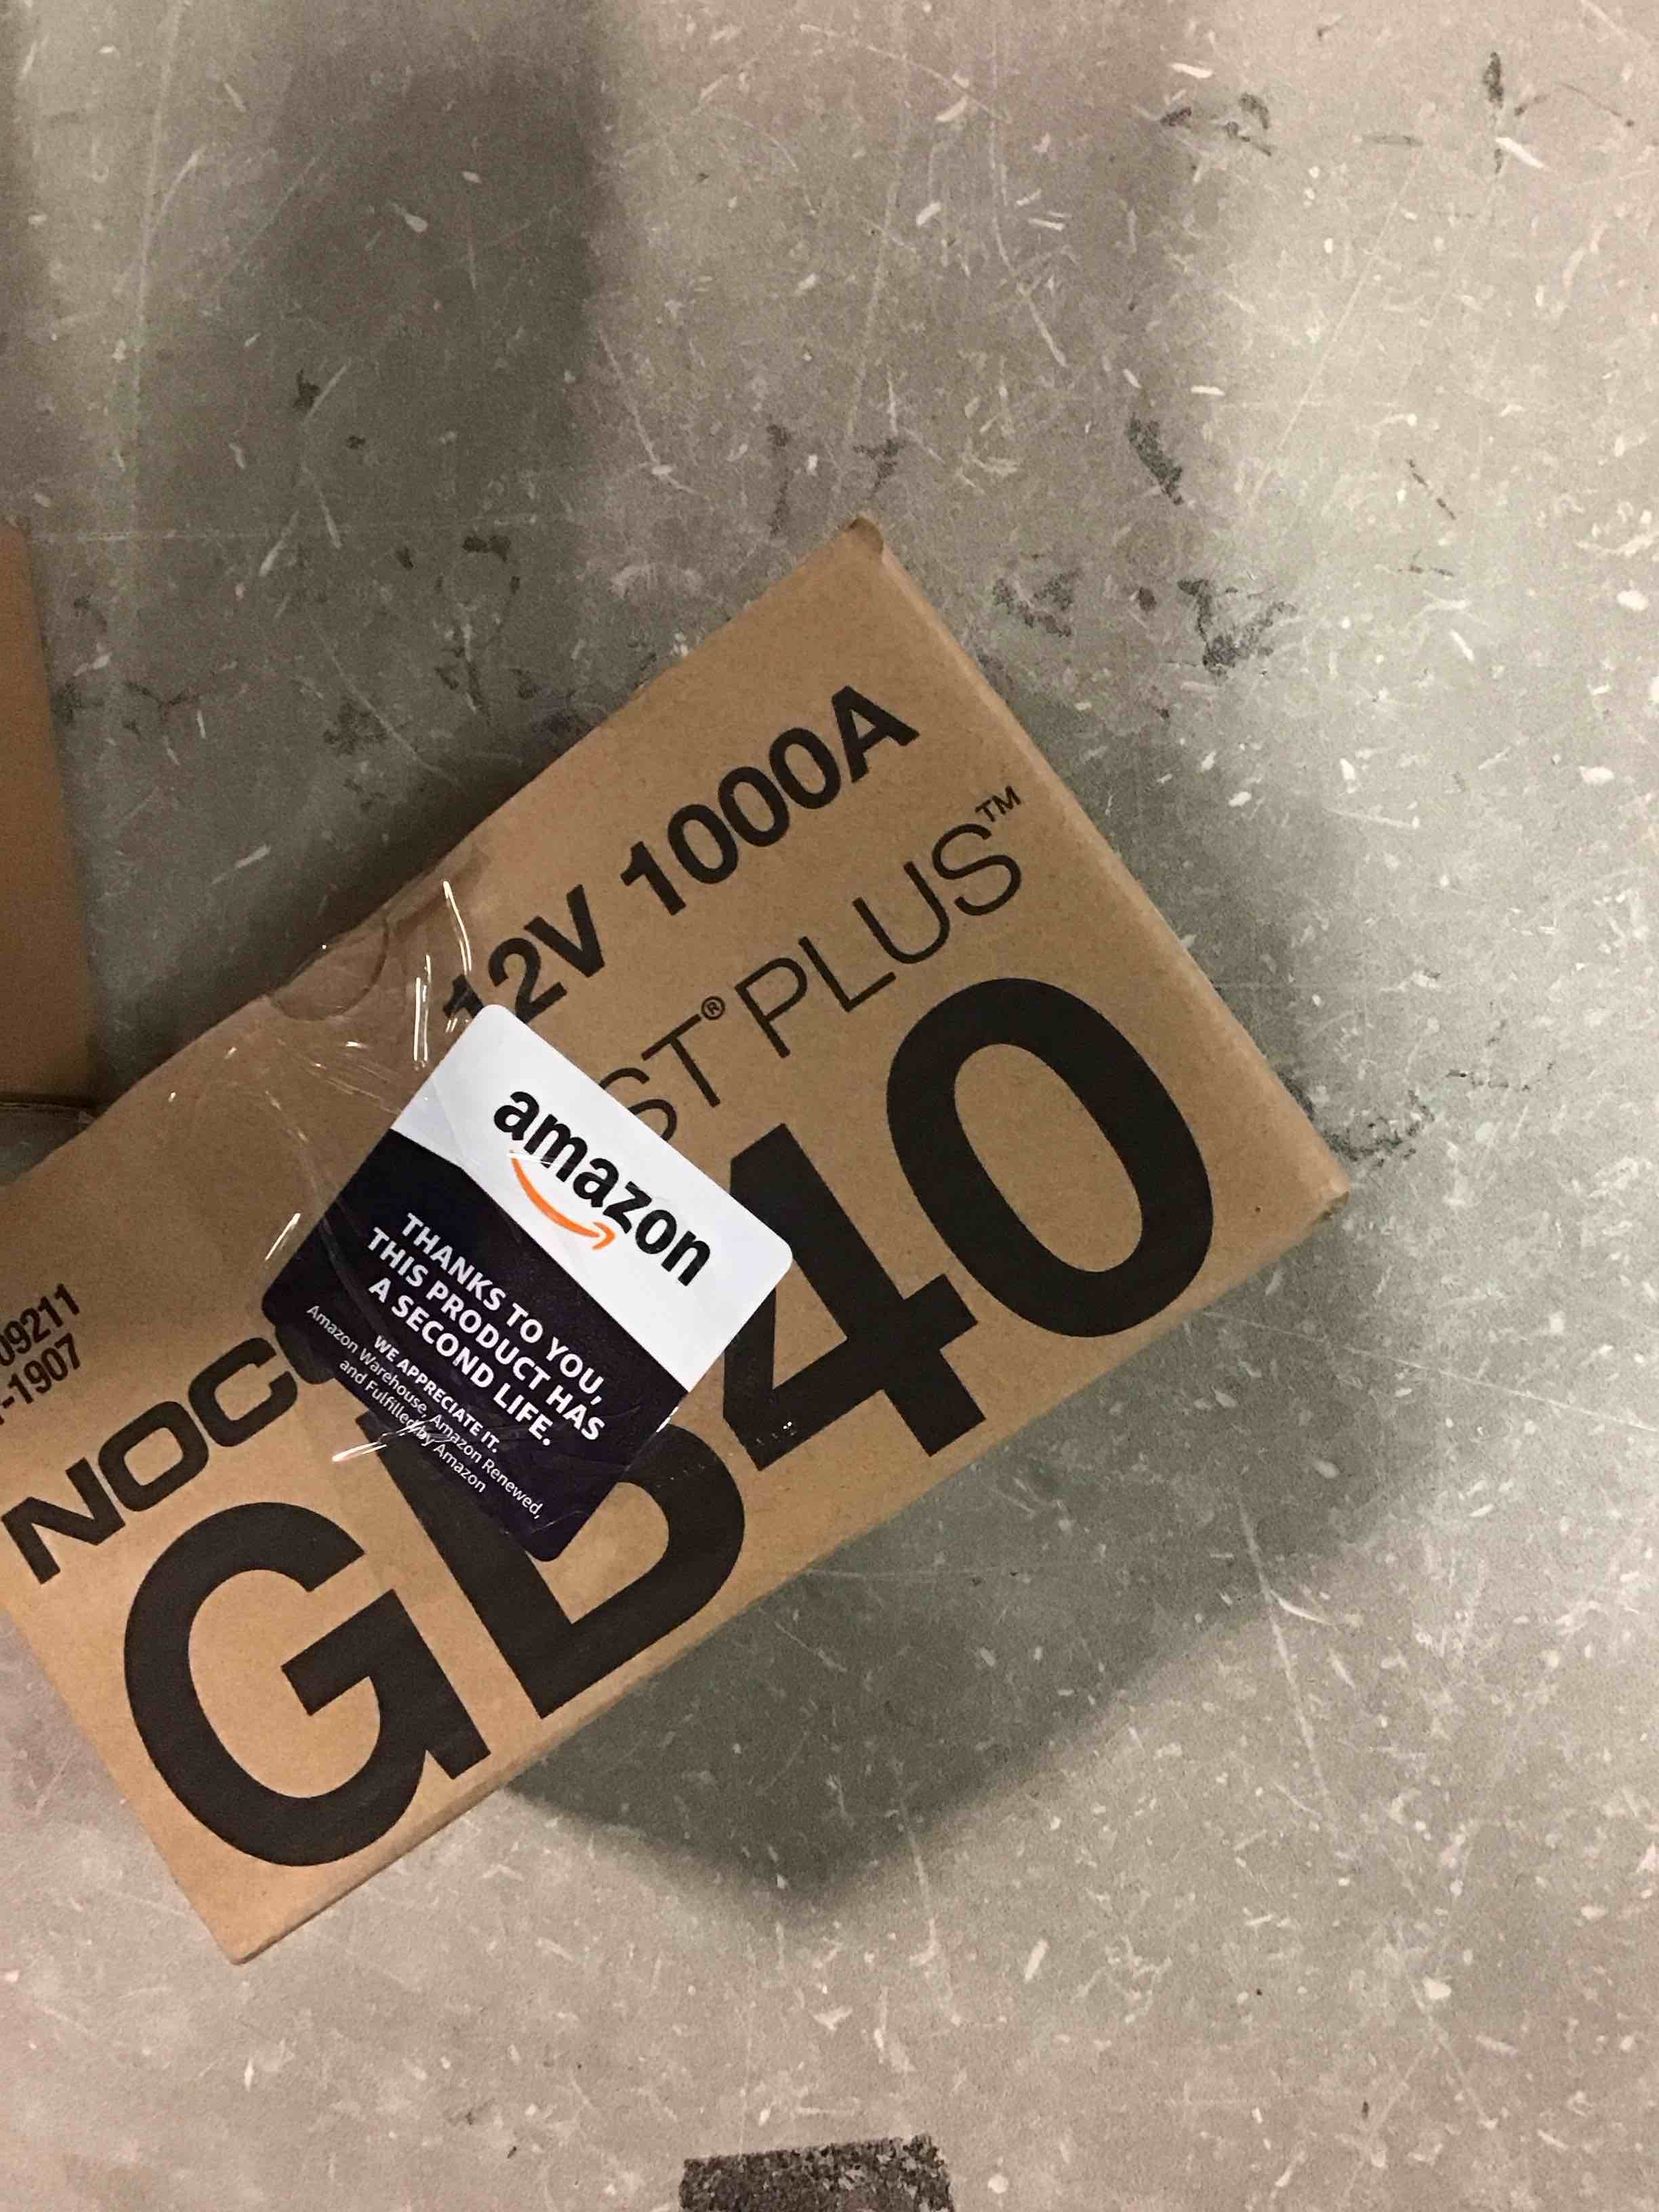 12V 1000A
ST® PLUS™
09211
-1907
NOC
GB40
amazon
THANKS TO YOU,
THIS PRODUCT HAS
A SECOND LIFE.
WE APPRECIATE IT.
Amazon Warehouse, Amazon Renewed,
and Fulfilled by Amazon